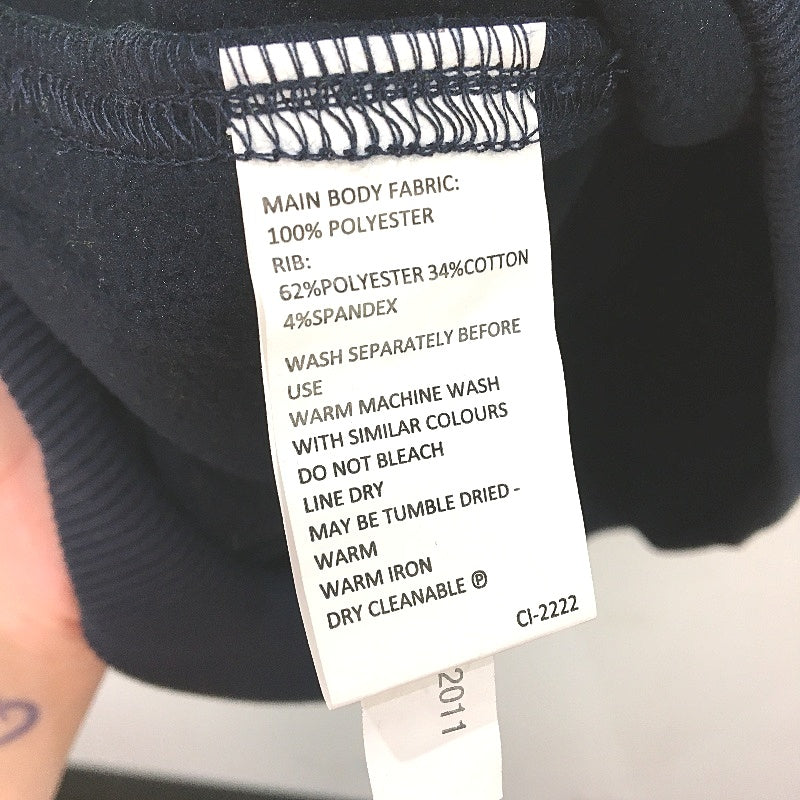 MAIN BODY FABRIC:
100% POLYESTER
RIB:
62%POLYESTER 34%COTTON
4%SPANDEX
WASH SEPARATELY BEFORE
USE
WARM MACHINE WASH
WITH SIMILAR COLOURS
DO NOT BLEACH
LINE DRY
MAY BE TUMBLE DRIED -
WARM
WARM IRON
DRY CLEANABLE Ⓟ
CI-2222
2011